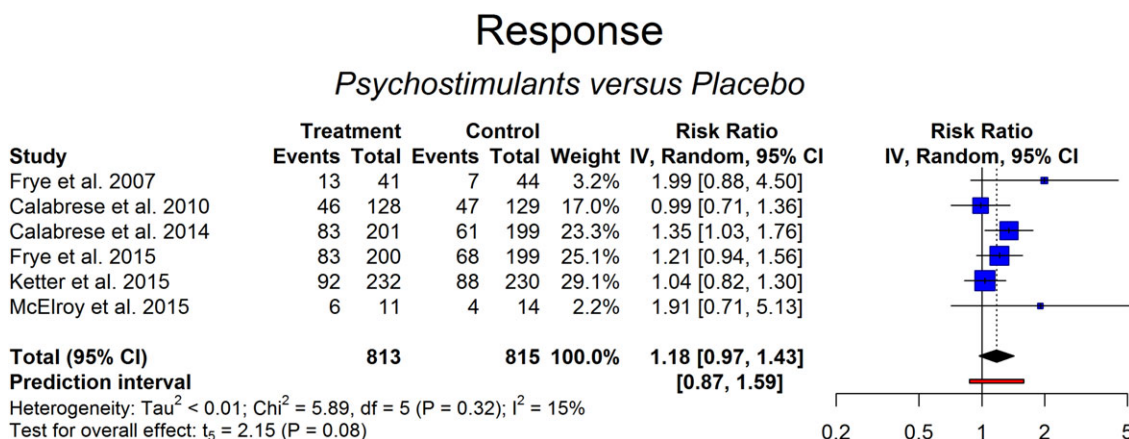 Response
Psychostimulants versus Placebo
Treatment Control Risk Ratio Risk Ratio
Study Events Total Events Total Weight IV, Random, 95% CI IV, Random, 95% CI
Frye et al. 2007 13 41 7 44 3.2% 1.99 [0.88, 4.50]
Calabrese et al. 2010 46 128 47 129 17.0% 0.99 [0.71, 1.36]
Calabrese et al. 2014 83 201 61 199 23.3% 1.35 [1.03, 1.76]
Frye et al. 2015 83 200 68 199 25.1% 1.21 [0.94, 1.56]
Ketter et al. 2015 92 232 88 230 29.1% 1.04 [0.82, 1.30]
McElroy et al. 2015 6 11 4 14 2.2% 1.91 [0.71, 5.13]
Total (95% CI) 813 815 100.0% 1.18 [0.97, 1.43]
Prediction interval [0.87, 1.59]
Heterogeneity: Tau² < 0.01; Chi² = 5.89, df = 5 (P = 0.32); I² = 15%
Test for overall effect: t₅ = 2.15 (P = 0.08)
0.2 0.5 1 2 5